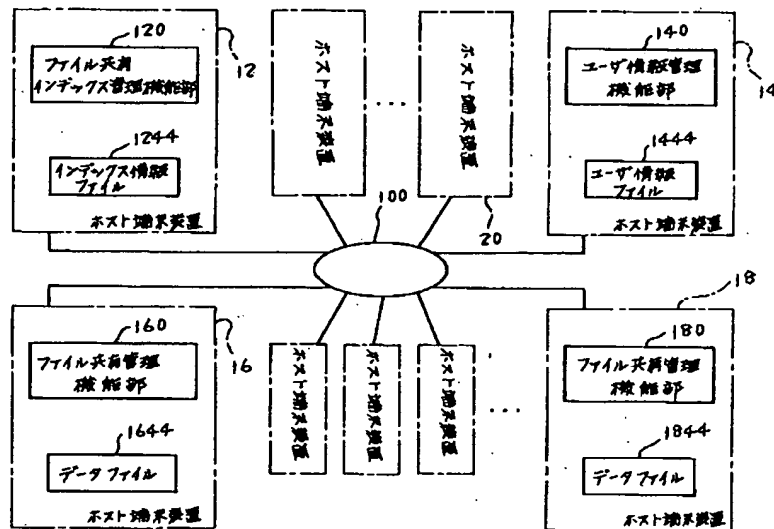 120
ファイル共有
インデックス管理機能部
1244
インデックス情報
ファイル
ホスト端末装置
12
ホスト端末装置
...
ホスト端末装置
20
140
ユーザ情報管理
機能部
1444
ユーザ情報
ファイル
ホスト端末装置
14
100
160
ファイル共有管理
機能部
1644
データファイル
ホスト端末装置
16
ホスト端末装置
ホスト端末装置
ホスト端末装置
...
18
180
ファイル共有管理
機能部
1844
データファイル
ホスト端末装置